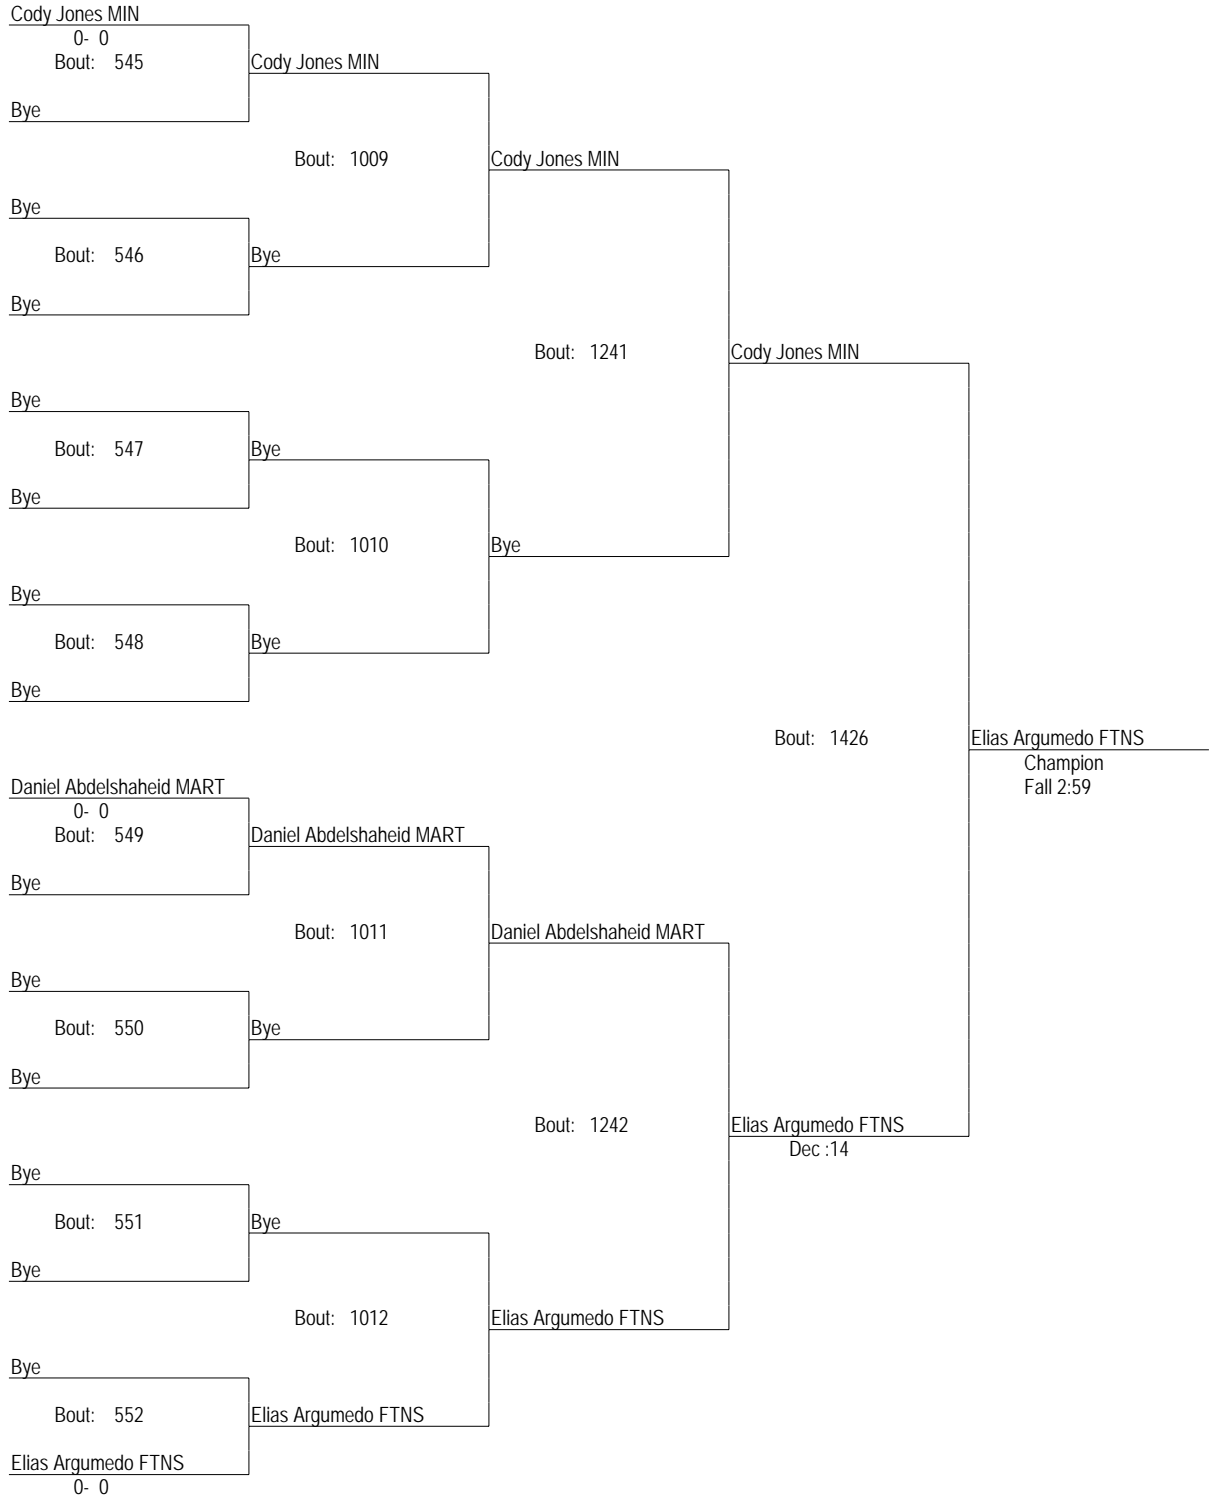 Cody Jones MIN
0- 0
Bout: 545
Cody Jones MIN
Bye
Bout: 1009
Cody Jones MIN
Bye
Bout: 546
Bye
Bye
Bout: 1241
Cody Jones MIN
Bye
Bout: 547
Bye
Bye
Bout: 1010
Bye
Bye
Bout: 548
Bye
Bye
Bout: 1426
Elias Argumedo FTNS
Champion
Fall 2:59
Daniel Abdelshaheid MART
0- 0
Bout: 549
Daniel Abdelshaheid MART
Bye
Bout: 1011
Daniel Abdelshaheid MART
Bye
Bout: 550
Bye
Bye
Bout: 1242
Elias Argumedo FTNS
Dec :14
Bye
Bout: 551
Bye
Bye
Bout: 1012
Elias Argumedo FTNS
Bye
Bout: 552
Elias Argumedo FTNS
Elias Argumedo FTNS
0- 0